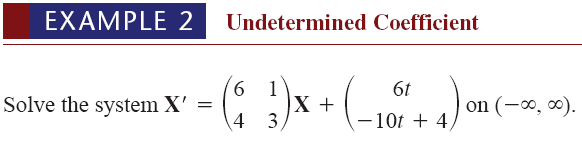 EXAMPLE 2 Undetermined Coefficient
Solve the system X′ = (6 1
4 3) X + (6t
−10t + 4) on (−∞, ∞).